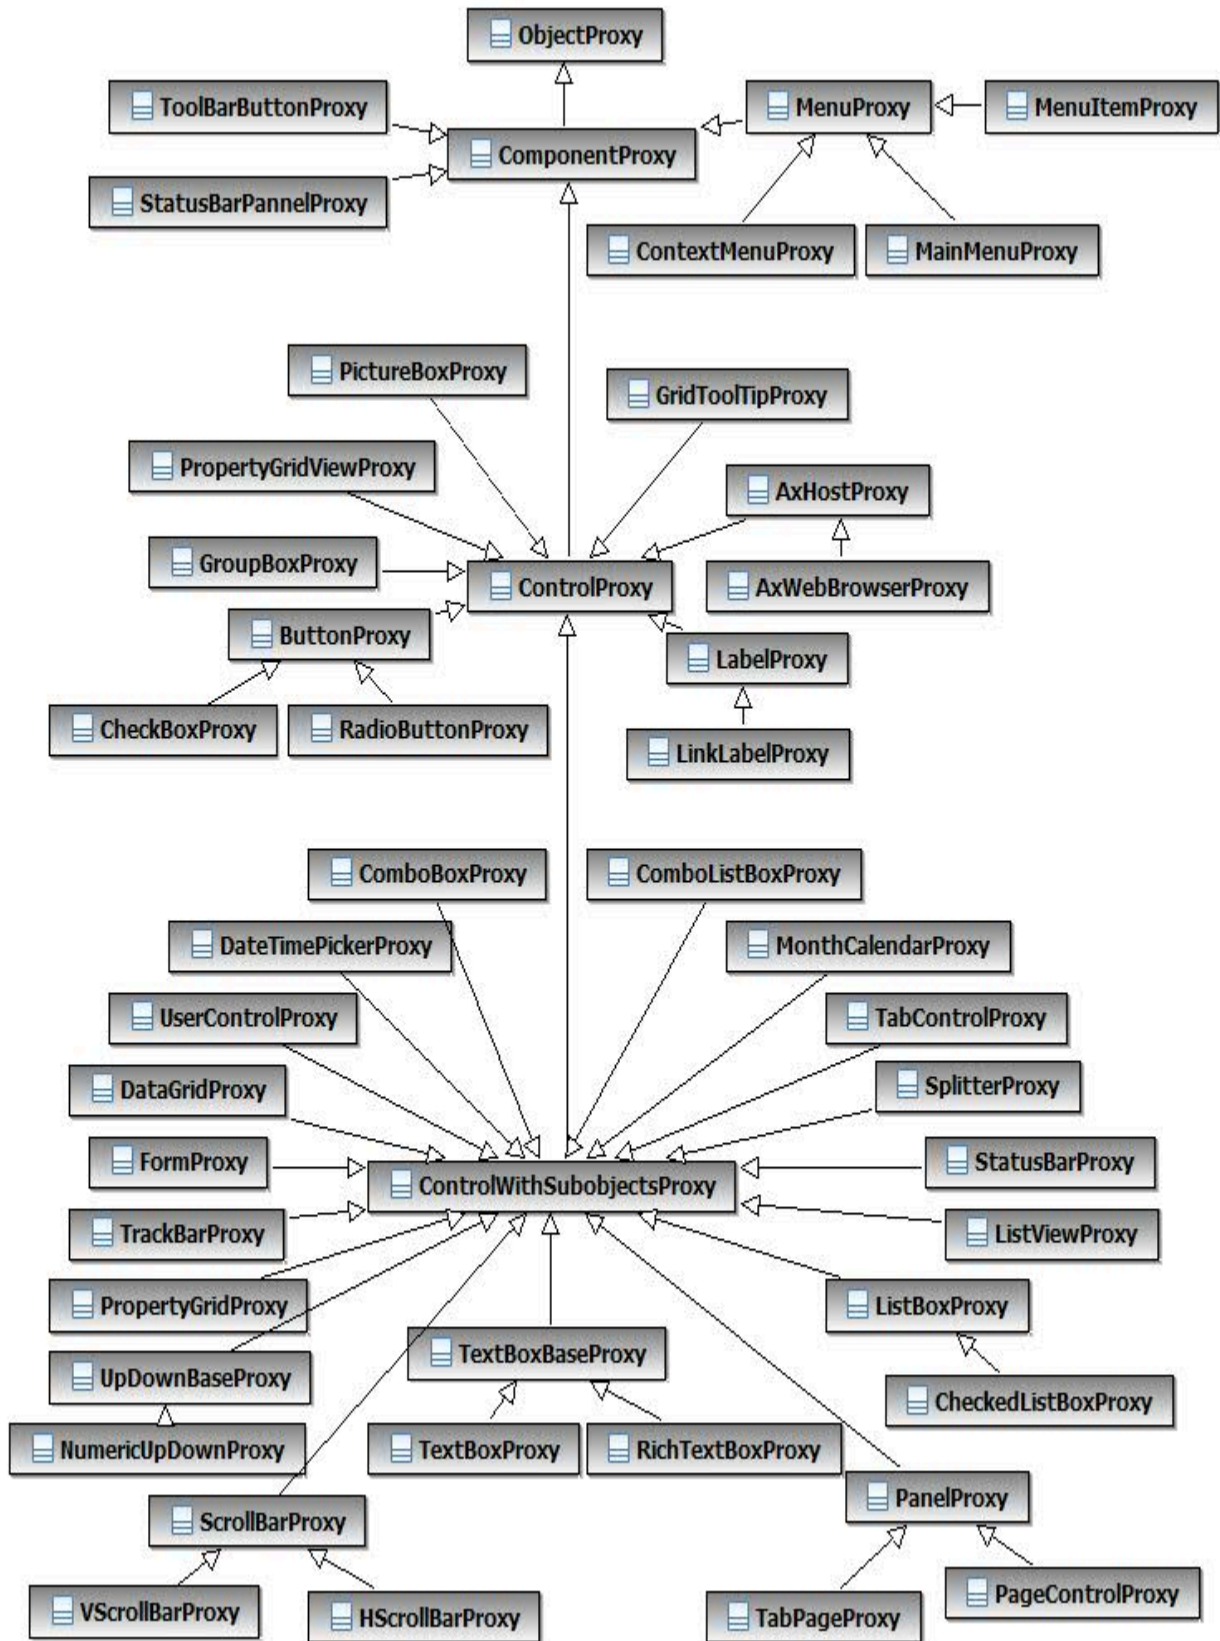 ObjectProxy
ToolBarButtonProxy
MenuProxy
MenuItemProxy
ComponentProxy
StatusBarPannelProxy
ContextMenuProxy
MainMenuProxy
PictureBoxProxy
GridToolTipProxy
PropertyGridViewProxy
AxHostProxy
GroupBoxProxy
ControlProxy
AxWebBrowserProxy
ButtonProxy
LabelProxy
CheckBoxProxy
RadioButtonProxy
LinkLabelProxy
ComboBoxProxy
ComboListBoxProxy
DateTimePickerProxy
MonthCalendarProxy
UserControlProxy
TabControlProxy
DataGridProxy
SplitterProxy
FormProxy
ControlWithSubobjectsProxy
StatusBarProxy
TrackBarProxy
ListViewProxy
PropertyGridProxy
ListBoxProxy
UpDownBaseProxy
TextBoxBaseProxy
CheckedListBoxProxy
NumericUpDownProxy
TextBoxProxy
RichTextBoxProxy
PanelProxy
ScrollBarProxy
PageControlProxy
VScrollBarProxy
HScrollBarProxy
TabPageProxy